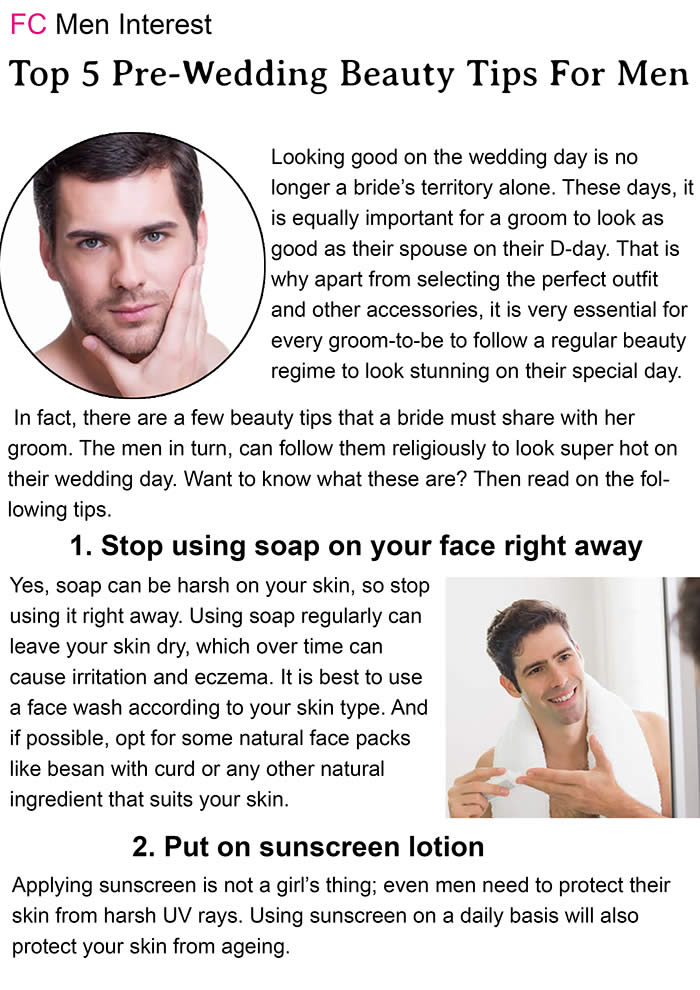 FC Men Interest
Top 5 Pre-Wedding Beauty Tips For Men
Looking good on the wedding day is no
longer a bride’s territory alone. These days, it
is equally important for a groom to look as
good as their spouse on their D-day. That is
why apart from selecting the perfect outfit
and other accessories, it is very essential for
every groom-to-be to follow a regular beauty
regime to look stunning on their special day.
In fact, there are a few beauty tips that a bride must share with her
groom. The men in turn, can follow them religiously to look super hot on
their wedding day. Want to know what these are? Then read on the fol-
lowing tips.
1. Stop using soap on your face right away
Yes, soap can be harsh on your skin, so stop
using it right away. Using soap regularly can
leave your skin dry, which over time can
cause irritation and eczema. It is best to use
a face wash according to your skin type. And
if possible, opt for some natural face packs
like besan with curd or any other natural
ingredient that suits your skin.
2. Put on sunscreen lotion
Applying sunscreen is not a girl’s thing; even men need to protect their
skin from harsh UV rays. Using sunscreen on a daily basis will also
protect your skin from ageing.